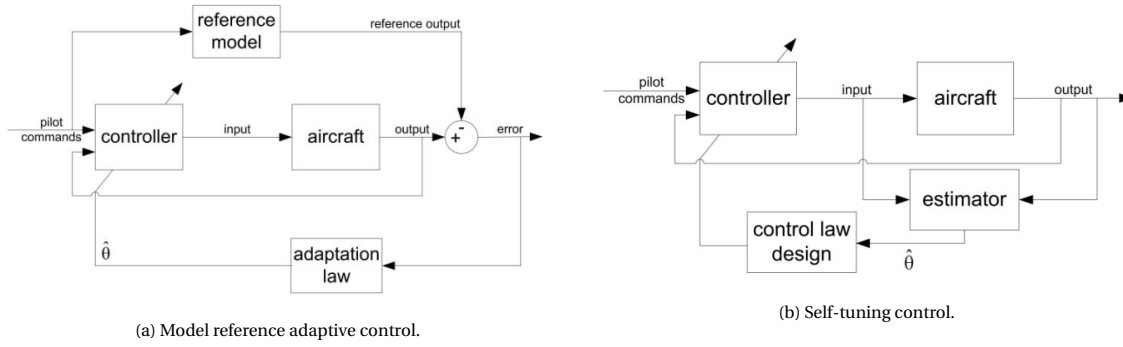 reference
model
reference output
pilot
commands
controller
input
aircraft
output
+
-
error
θ̂
adaptation
law
(a) Model reference adaptive control.
pilot
commands
controller
input
aircraft
output
estimator
control law
design
θ̂
(b) Self-tuning control.